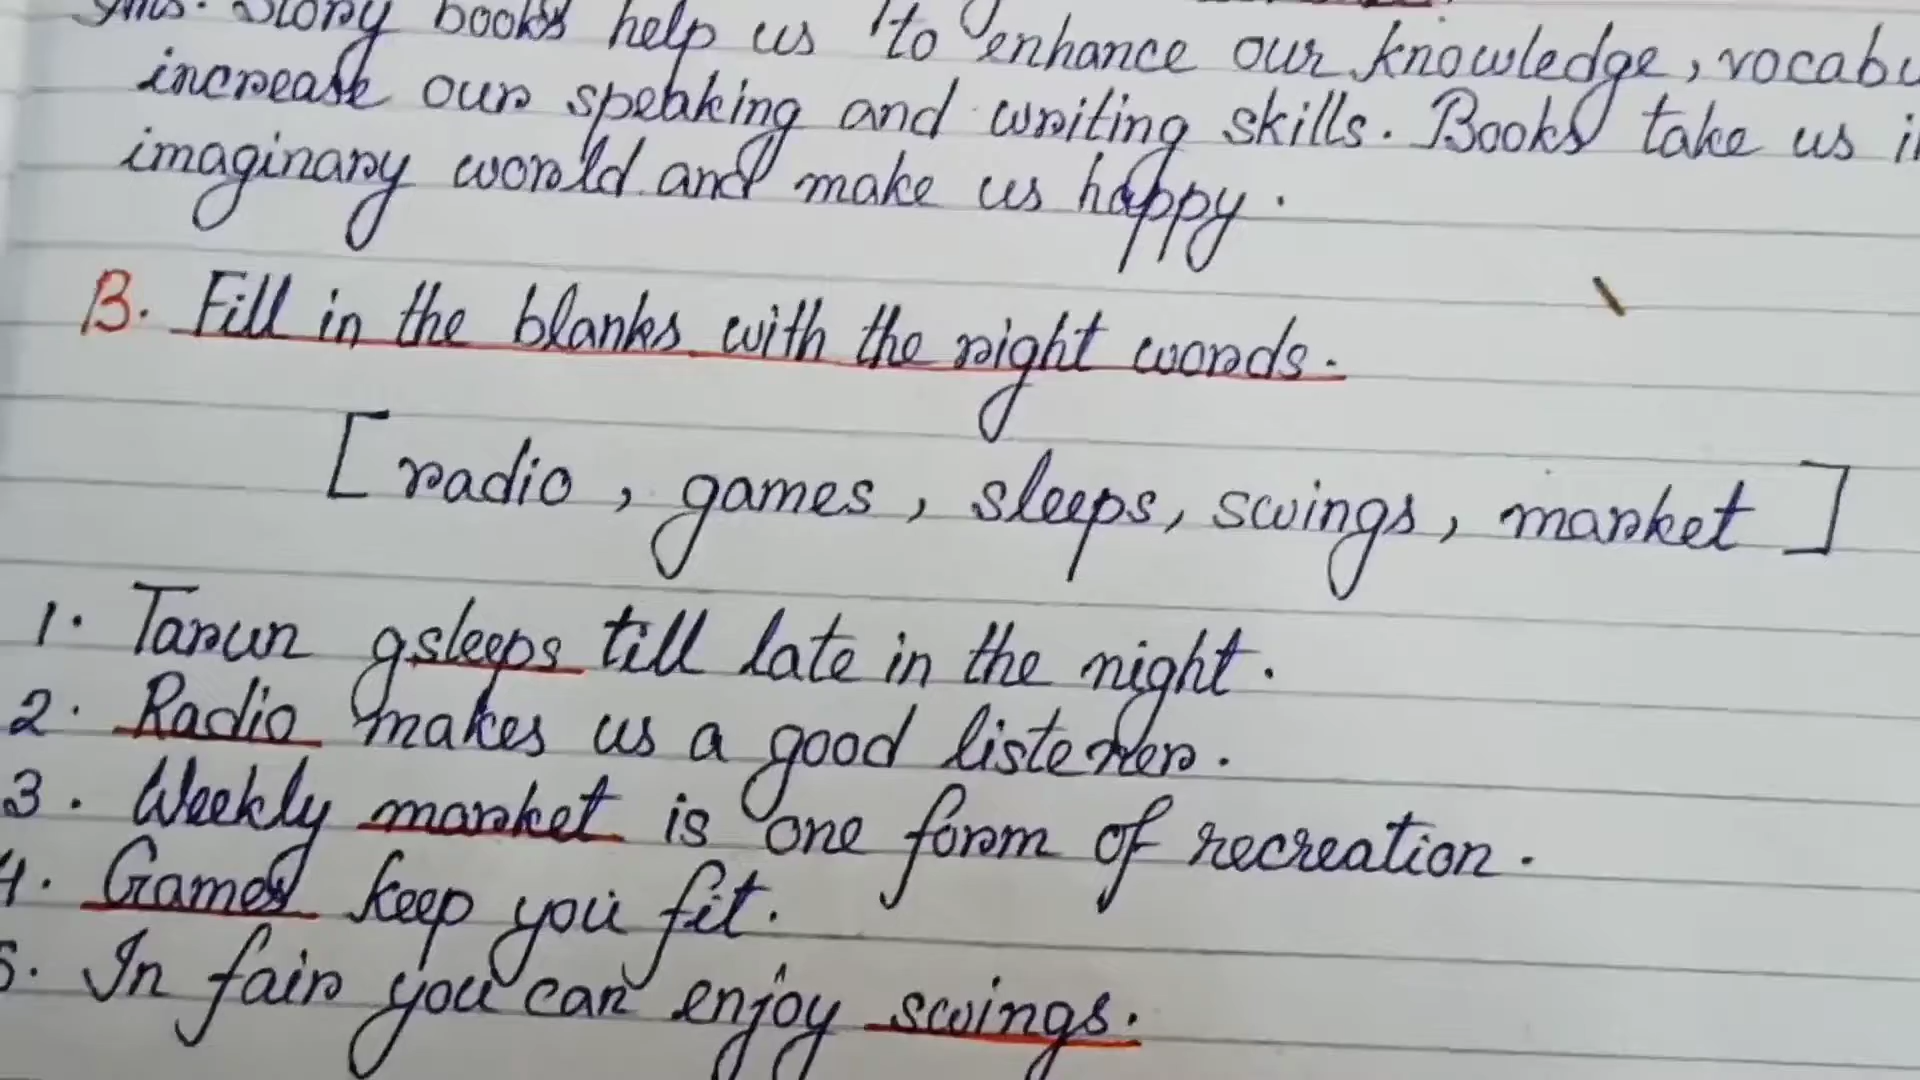 Ans. Story books help us to enhance our knowledge, vocabu
increase our speaking and writing skills. Books take us i
imaginary world and make us happy.
B. Fill in the blanks with the right words.
[ radio, games, sleeps, swings, market ]
1. Tarun gsleeps till late in the night.
2. Radio makes us a good listener.
3. Weekly market is one form of recreation.
4. Games keep you fit.
5. In fair you can enjoy swings.